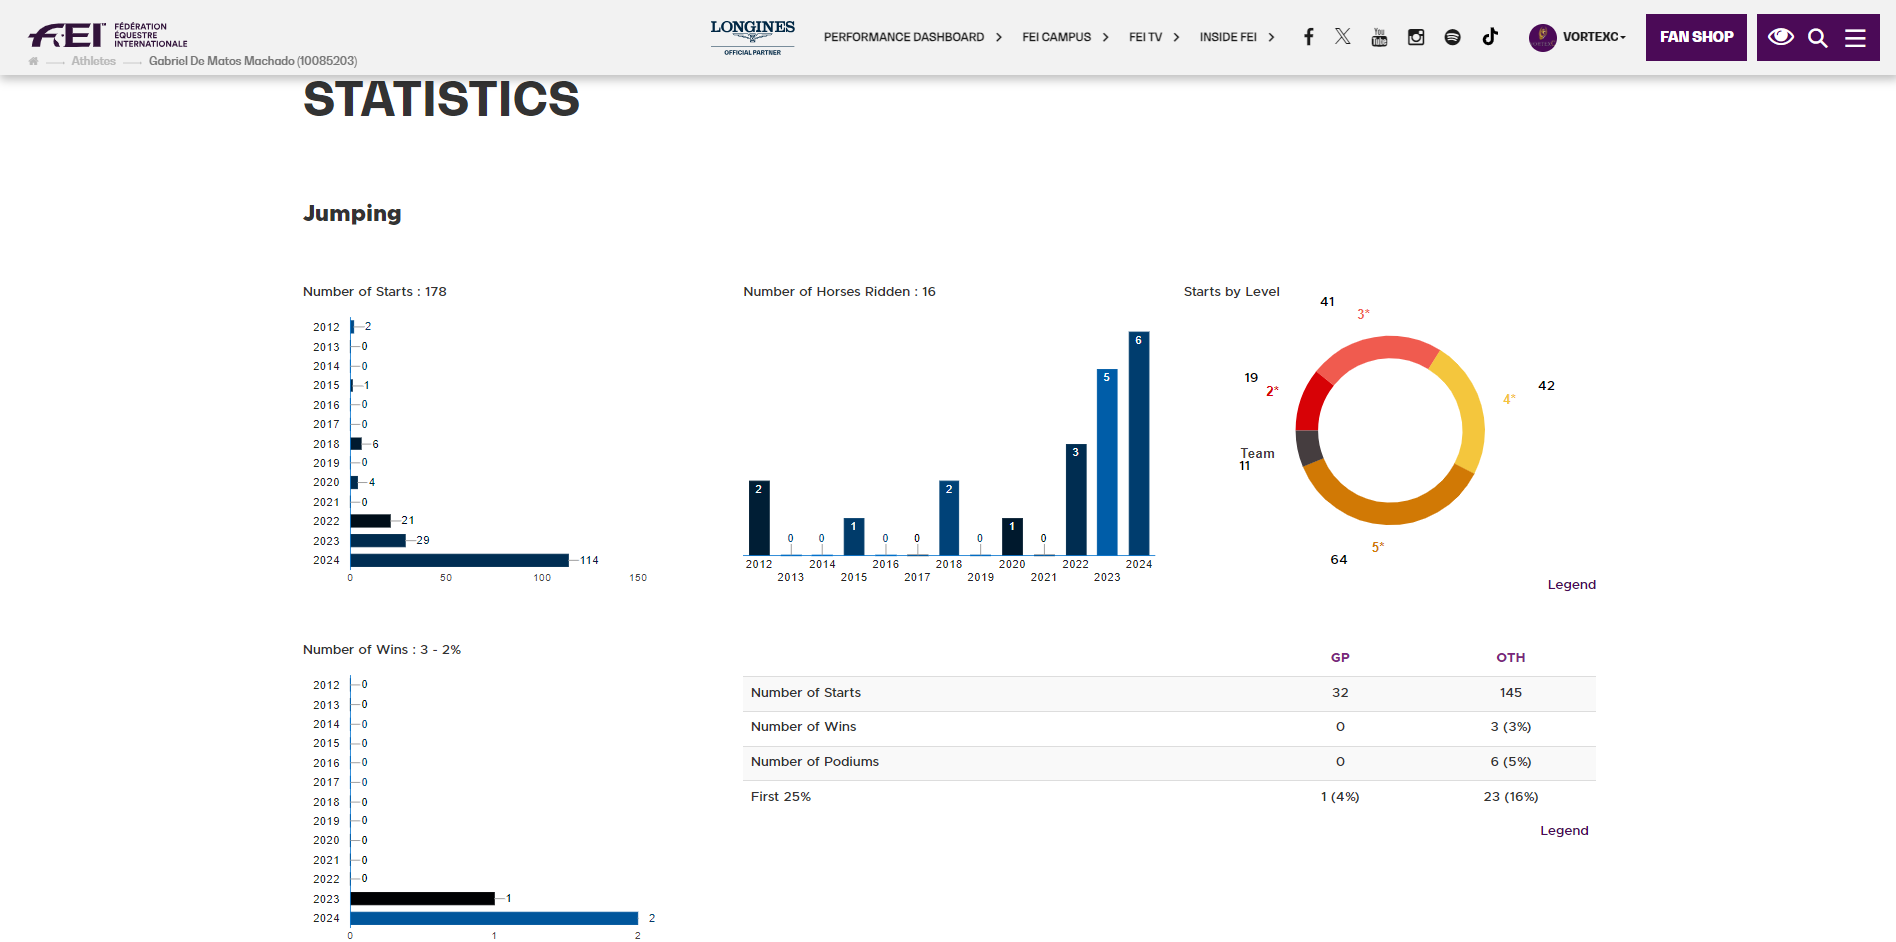 FEI™ FÉDÉRATION
ÉQUESTRE
INTERNATIONALE
Athletes Gabriel De Matos Machado (10085203)
LONGINES
OFFICIAL PARTNER
PERFORMANCE DASHBOARD
FEI CAMPUS
FEI TV
INSIDE FEI
You
Tube
VORTEXC
FAN SHOP
STATISTICS
Jumping
Number of Starts : 178
2012 2
2013 0
2014 0
2015 1
2016 0
2017 0
2018 6
2019 0
2020 4
2021 0
2022 21
2023 29
2024 114
0 50 100 150
Number of Horses Ridden : 16
2 0 0 1 0 0 2 0 1 0 3 5 6
2012 2014 2016 2018 2020 2022 2024
2013 2015 2017 2019 2021 2023
Starts by Level
41
3*
19
2*
42
4*
Team
11
5*
64
Legend
Number of Wins : 3 - 2%
2012 0
2013 0
2014 0
2015 0
2016 0
2017 0
2018 0
2019 0
2020 0
2021 0
2022 0
2023 1
2024 2
0 1 2
GP OTH
Number of Starts 32 145
Number of Wins 0 3 (3%)
Number of Podiums 0 6 (5%)
First 25% 1 (4%) 23 (16%)
Legend